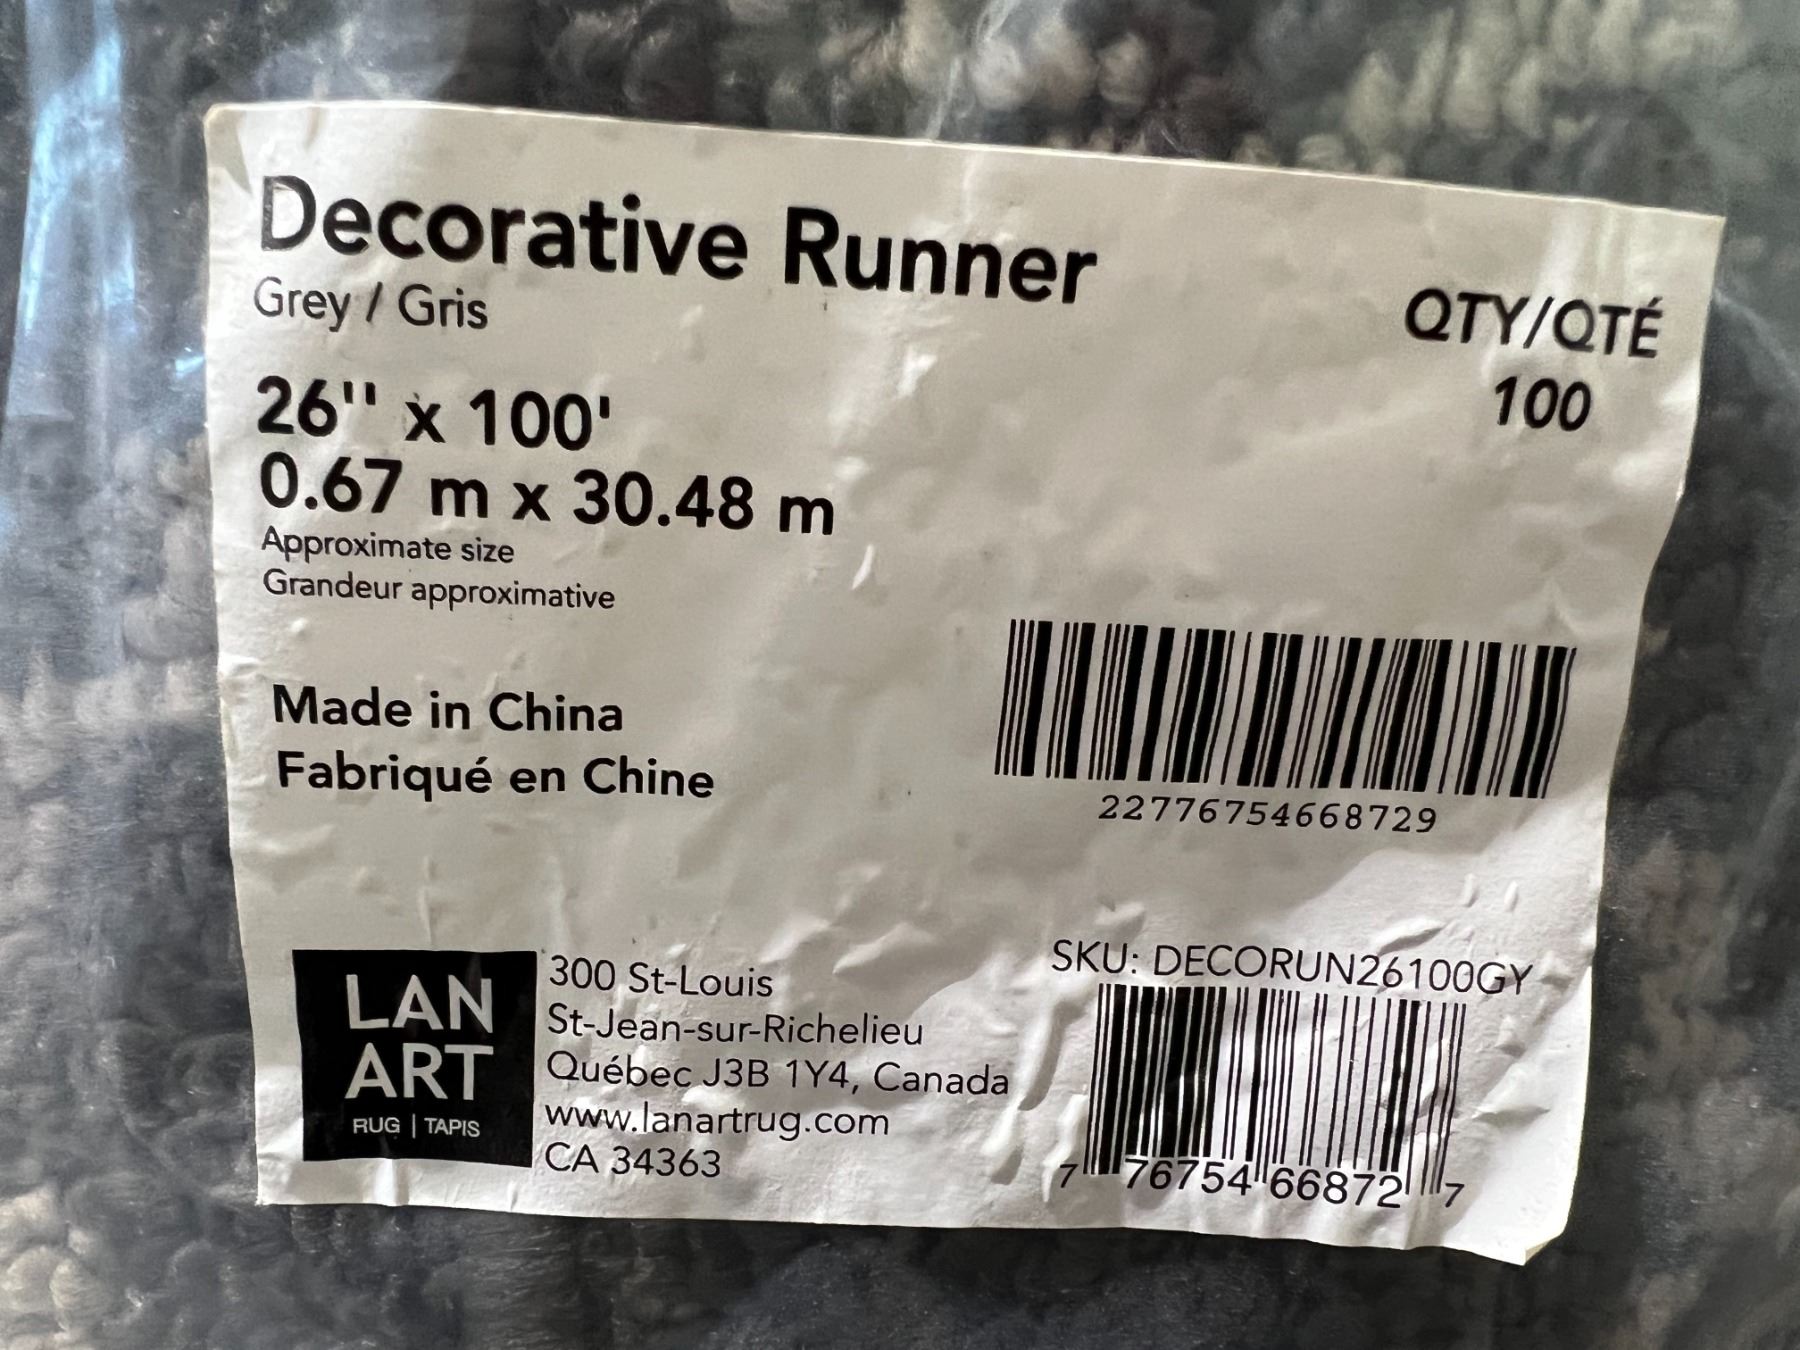 Decorative Runner
Grey / Gris
QTY/QTÉ
100
26'' x 100'
0.67 m x 30.48 m
Approximate size
Grandeur approximative
Made in China
Fabriqué en Chine
22776754668729
LAN
ART
RUG | TAPIS
300 St-Louis
St-Jean-sur-Richelieu
Québec J3B 1Y4, Canada
www.lanartrug.com
CA 34363
SKU: DECORUN26100GY
7 76754 66872 7